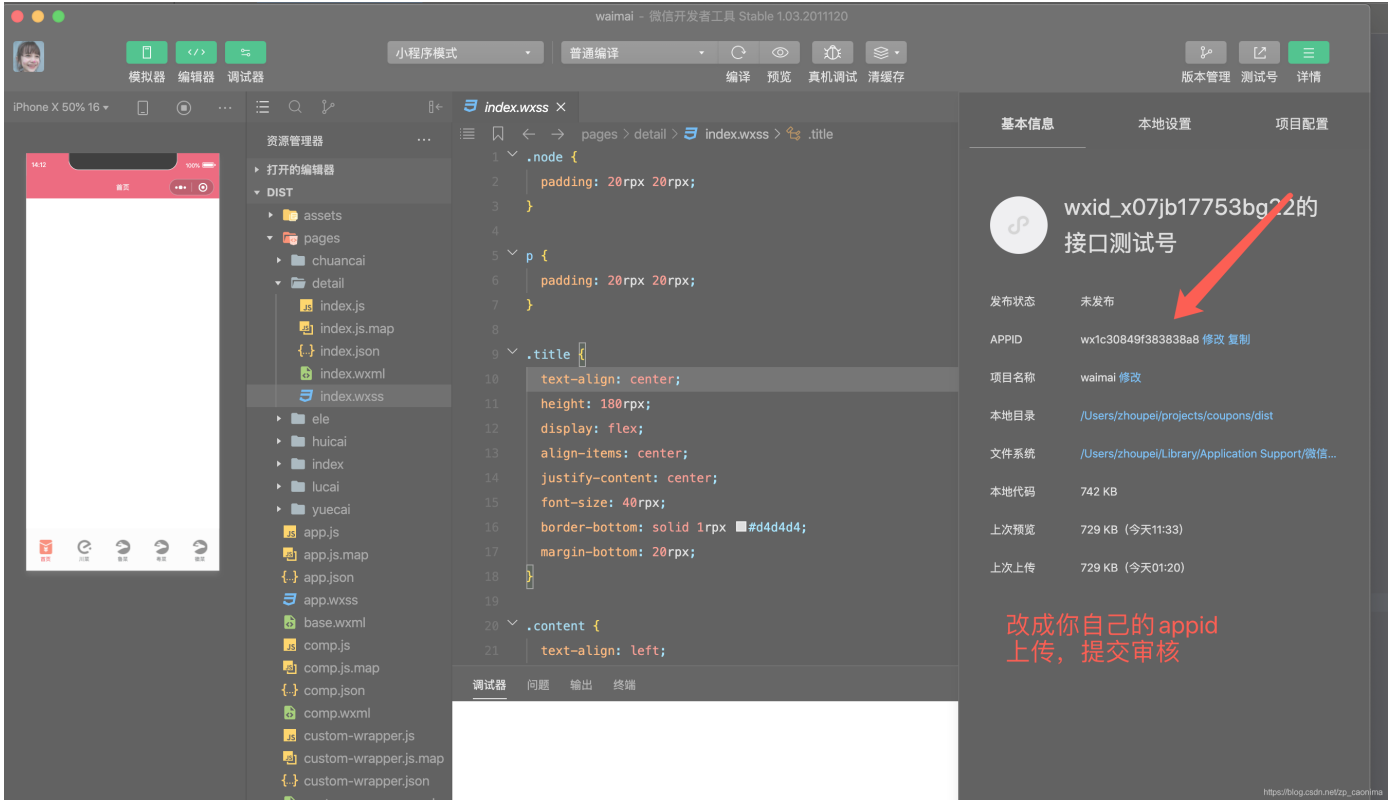 waimai - 微信开发者工具 Stable 1.03.2011120
小程序模式
普通编译
模拟器 编辑器 调试器
编译 预览 真机调试 清缓存
版本管理 测试号 详情
iPhone X 50% 16
14:12
100%
首页
资源管理器
打开的编辑器
DIST
assets
pages
chuancai
detail
index.js
index.js.map
index.json
index.wxml
index.wxss
ele
huicai
index
lucai
yuecai
app.js
app.js.map
app.json
app.wxss
base.wxml
comp.js
comp.js.map
comp.json
comp.wxml
custom-wrapper.js
custom-wrapper.js.map
custom-wrapper.json
index.wxss
pages > detail > index.wxss > .title
1 .node {
2 padding: 20rpx 20rpx;
3 }
4
5 p {
6 padding: 20rpx 20rpx;
7 }
8
9 .title {
10 text-align: center;
11 height: 180rpx;
12 display: flex;
13 align-items: center;
14 justify-content: center;
15 font-size: 40rpx;
16 border-bottom: solid 1rpx #d4d4d4;
17 margin-bottom: 20rpx;
18 }
19
20 .content {
21 text-align: left;
调试器 问题 输出 终端
基本信息 本地设置 项目配置
wxid_x07jb17753bg22的
接口测试号
发布状态 未发布
APPID wx1c30849f383838a8 修改 复制
项目名称 waimai 修改
本地目录 /Users/zhoupei/projects/coupons/dist
文件系统 /Users/zhoupei/Library/Application Support/微信...
本地代码 742 KB
上次预览 729 KB（今天11:33）
上次上传 729 KB（今天01:20）
改成你自己的appid
上传，提交审核
https://blog.csdn.net/zp_caonima